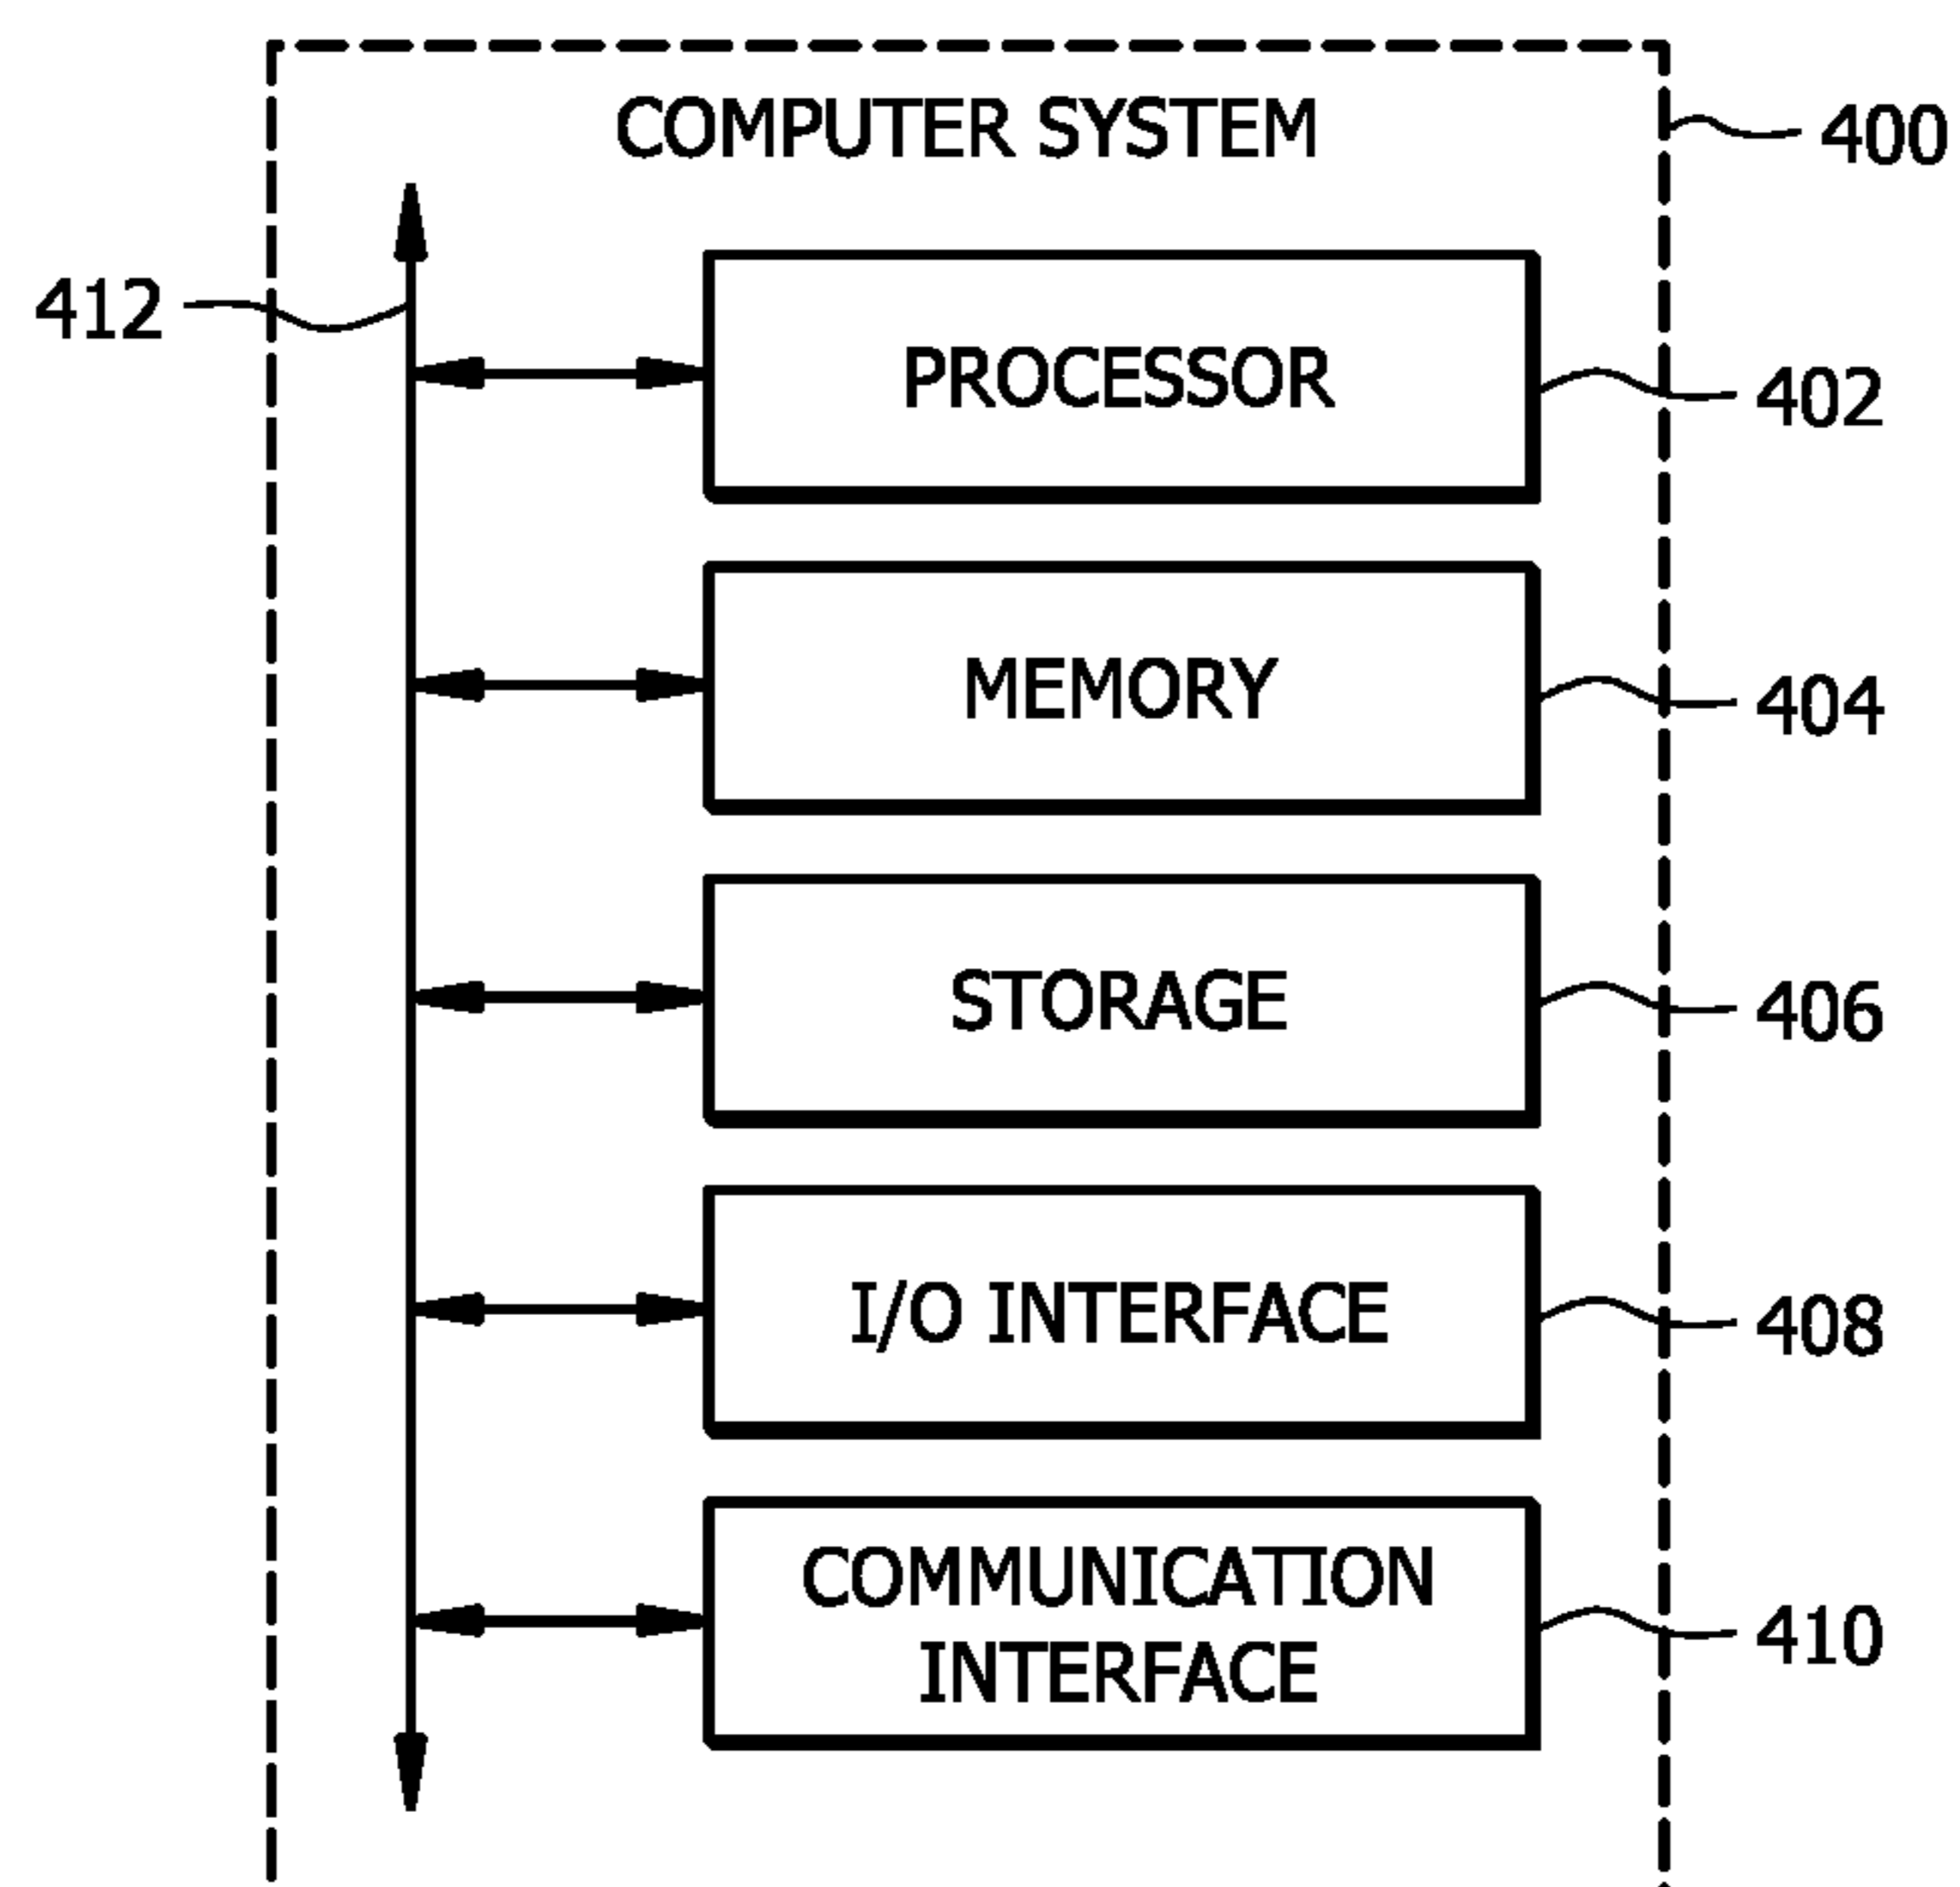 COMPUTER SYSTEM
400
412
PROCESSOR
402
MEMORY
404
STORAGE
406
I/O INTERFACE
408
COMMUNICATION
INTERFACE
410